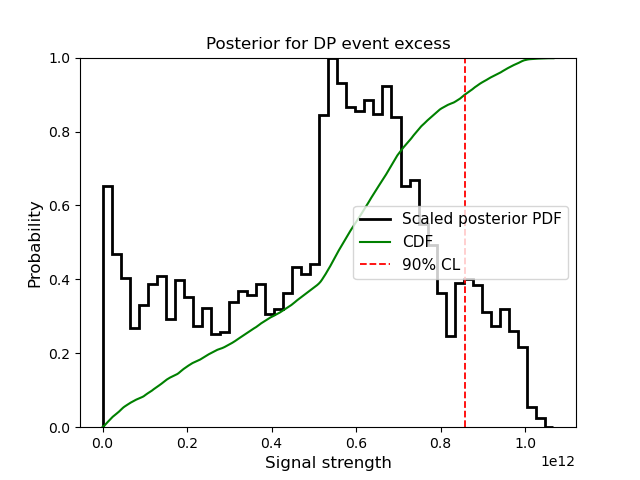 Posterior for DP event excess
1.0
0.8
0.6
0.4
0.2
0.0
Probability
Scaled posterior PDF
CDF
90% CL
0.0 0.2 0.4 0.6 0.8 1.0
1e12
Signal strength